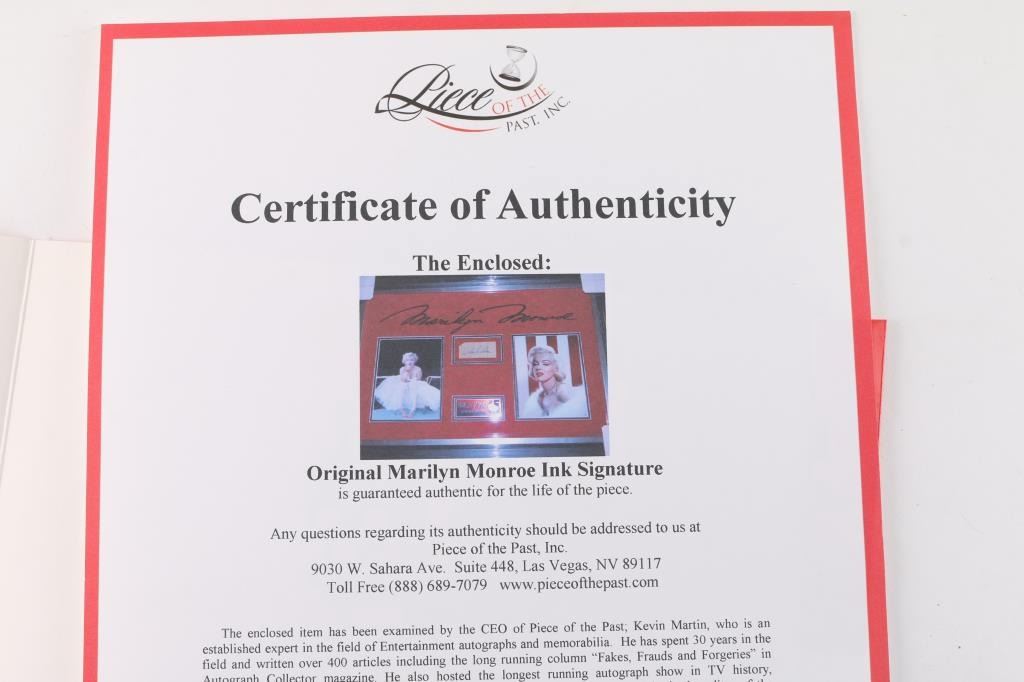 Piece OF THE
PAST, INC.
Certificate of Authenticity
The Enclosed:
Marilyn Monroe
Original Marilyn Monroe Ink Signature
is guaranteed authentic for the life of the piece.
Any questions regarding its authenticity should be addressed to us at
Piece of the Past, Inc.
9030 W. Sahara Ave. Suite 448, Las Vegas, NV 89117
Toll Free (888) 689-7079 www.pieceofthepast.com
The enclosed item has been examined by the CEO of Piece of the Past; Kevin Martin, who is an
established expert in the field of Entertainment autographs and memorabilia. He has spent 30 years in the
field and written over 400 articles including the long running column “Fakes, Frauds and Forgeries” in
Autograph Collector magazine. He also hosted the longest running autograph show in TV history,